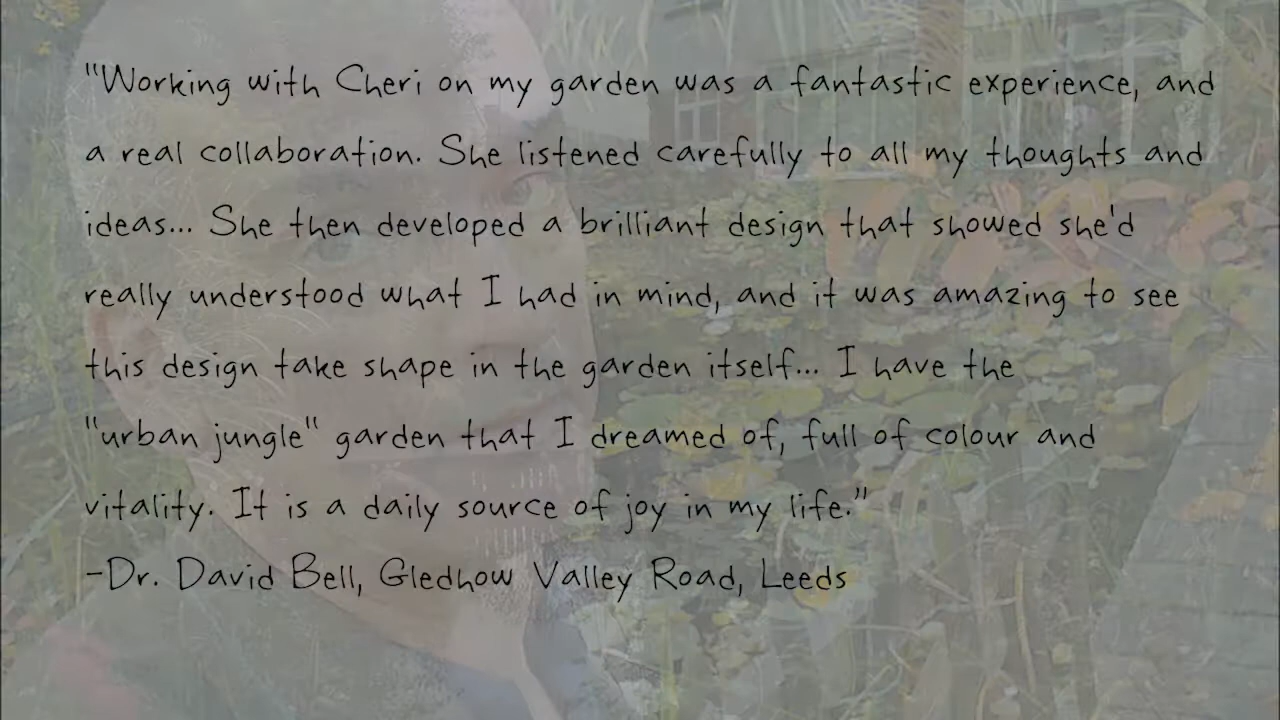 "Working with Cheri on my garden was a fantastic experience, and
a real collaboration. She listened carefully to all my thoughts and
ideas... She then developed a brilliant design that showed she'd
really understood what I had in mind, and it was amazing to see
this design take shape in the garden itself... I have the
"urban jungle" garden that I dreamed of, full of colour and
vitality. It is a daily source of joy in my life."
-Dr. David Bell, Gledhow Valley Road, Leeds